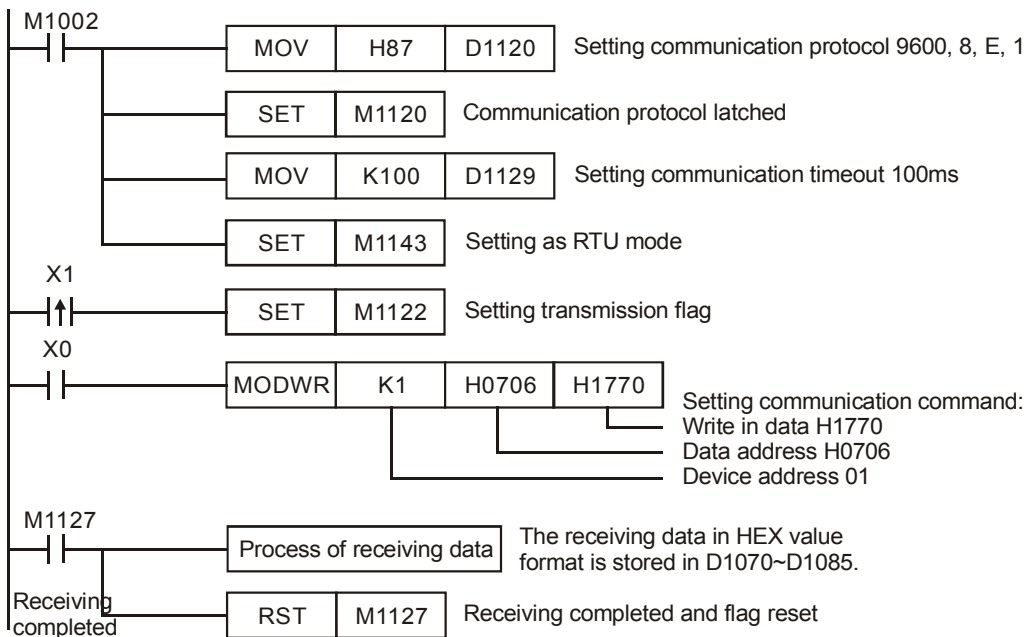 M1002
MOV H87 D1120 Setting communication protocol 9600, 8, E, 1
SET M1120 Communication protocol latched
MOV K100 D1129 Setting communication timeout 100ms
SET M1143 Setting as RTU mode
X1
SET M1122 Setting transmission flag
X0
MODWR K1 H0706 H1770
Setting communication command:
Write in data H1770
Data address H0706
Device address 01
M1127
Process of receiving data
The receiving data in HEX value
format is stored in D1070~D1085.
Receiving
completed
RST M1127 Receiving completed and flag reset